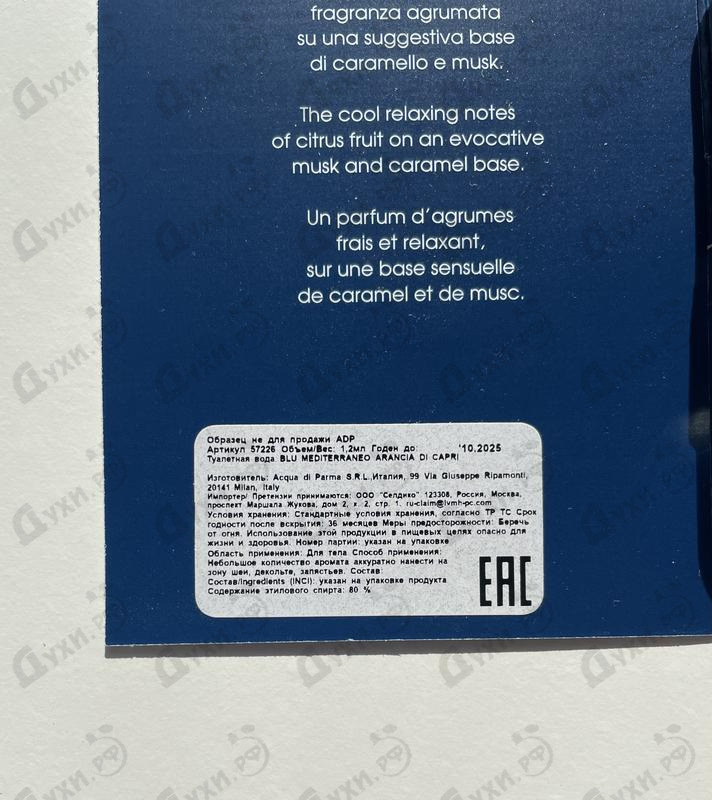 fragranza agrumata
su una suggestiva base
di caramello e musk.
The cool relaxing notes
of citrus fruit on an evocative
musk and caramel base.
Un parfum d'agrumes
frais et relaxant,
sur une base sensuelle
de caramel et de musc.
Образец не для продажи ADP
Артикул 57226 Объем/Вес: 1,2мл Годен до: '10.2025
Туалетная вода BLU MEDITERRANEO ARANCIA DI CAPRI
Изготовитель: Acqua di Parma S.R.L.,Италия, 99 Via Giuseppe Ripamonti,
20141 Milan, Italy
Импортер/ Претензии принимаются: ООО "Селдико" 123308, Россия, Москва,
проспект Маршала Жукова, дом 2, к. 2, стр. 1. ru-claim@lvmh-pc.com
Условия хранения: Стандартные условия хранения, согласно ТР ТС Срок
годности после вскрытия: 36 месяцев Меры предосторожности: Беречь
от огня. Использование этой продукции в пищевых целях опасно для
жизни и здоровья. Номер партии: указан на упаковке
Область применения: Для тела Способ применения:
Небольшое количество аромата аккуратно нанести на
зону шеи, декольте, запястьев. Состав:
Состав/Ingredients (INCI): указан на упаковке продукта
Содержание этилового спирта: 80 %
EAC
Духи.РФ